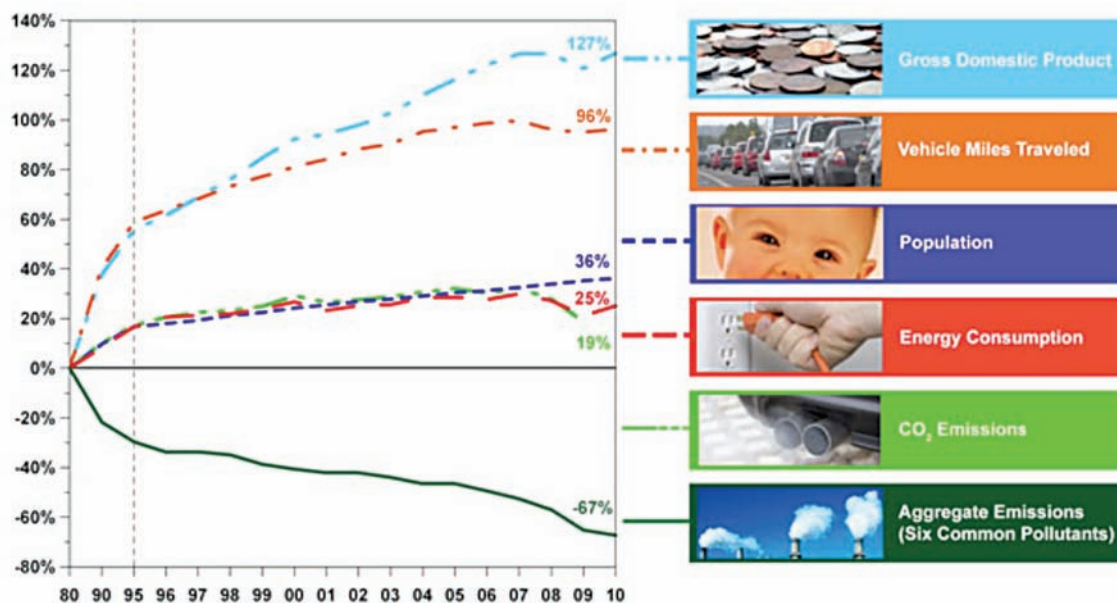 140%
120%
100%
80%
60%
40%
20%
0%
-20%
-40%
-60%
-80%
127%
96%
36%
25%
19%
-67%
80 90 95 96 97 98 99 00 01 02 03 04 05 06 07 08 09 10
Gross Domestic Product
Vehicle Miles Traveled
Population
Energy Consumption
CO₂ Emissions
Aggregate Emissions
(Six Common Pollutants)